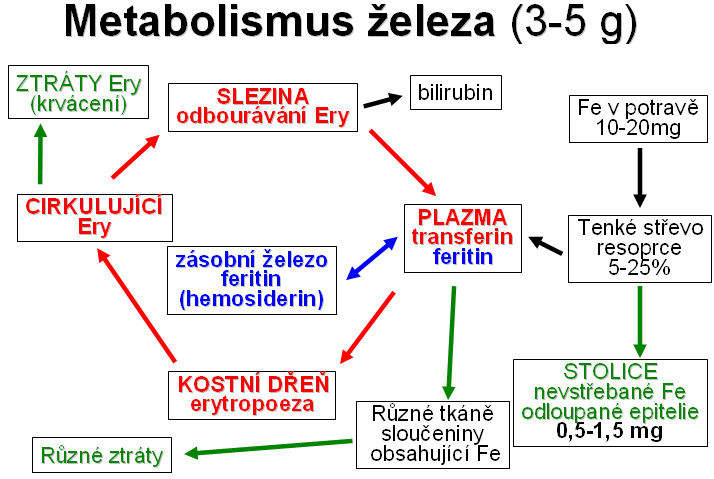 Metabolismus železa (3-5 g)
ZTRÁTY Ery
(krvácení)
SLEZINA
odbourávání Ery
bilirubin
Fe v potravě
10-20mg
CIRKULUJÍCÍ
Ery
PLAZMA
transferin
feritin
Tenké střevo
resoprce
5-25%
zásobní železo
feritin
(hemosiderin)
KOSTNÍ DŘEŇ
erytropoeza
STOLICE
nevstřebané Fe
odloupané epitelie
0,5-1,5 mg
Různé tkáně
sloučeniny
obsahující Fe
Různé ztráty